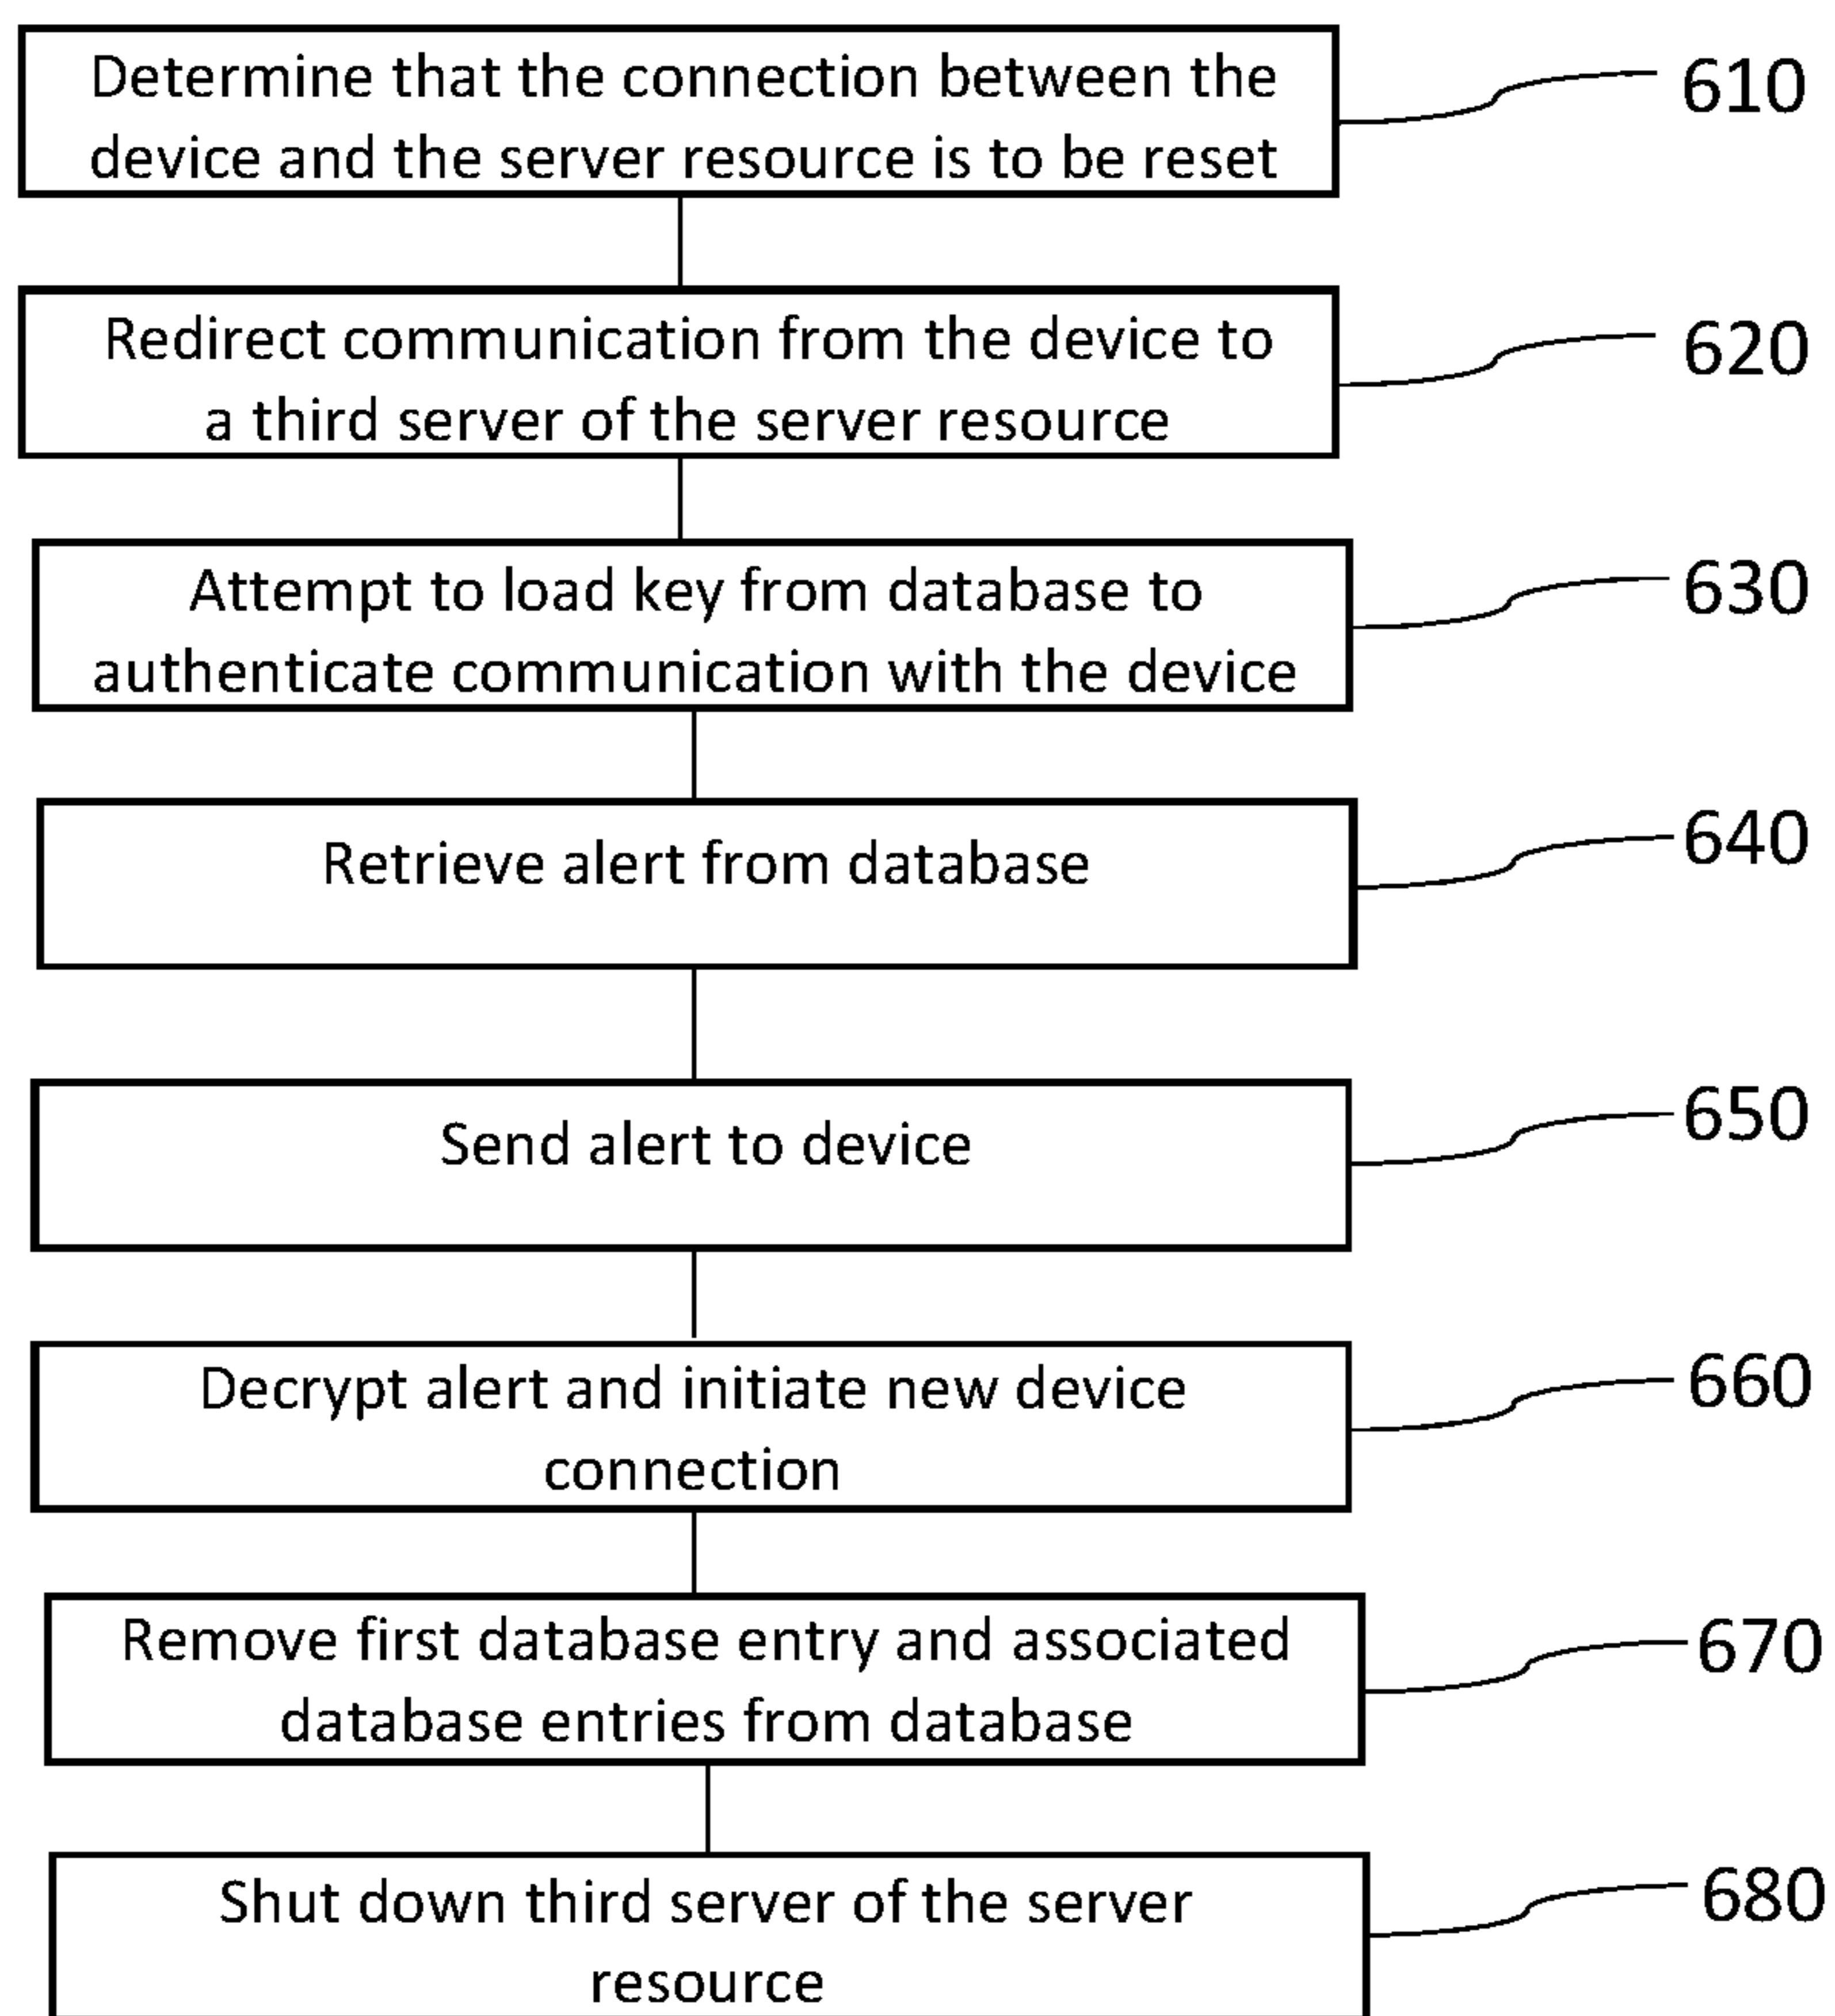 Determine that the connection between the
device and the server resource is to be reset
610
Redirect communication from the device to
a third server of the server resource
620
Attempt to load key from database to
authenticate communication with the device
630
Retrieve alert from database
640
Send alert to device
650
Decrypt alert and initiate new device
connection
660
Remove first database entry and associated
database entries from database
670
Shut down third server of the server
resource
680